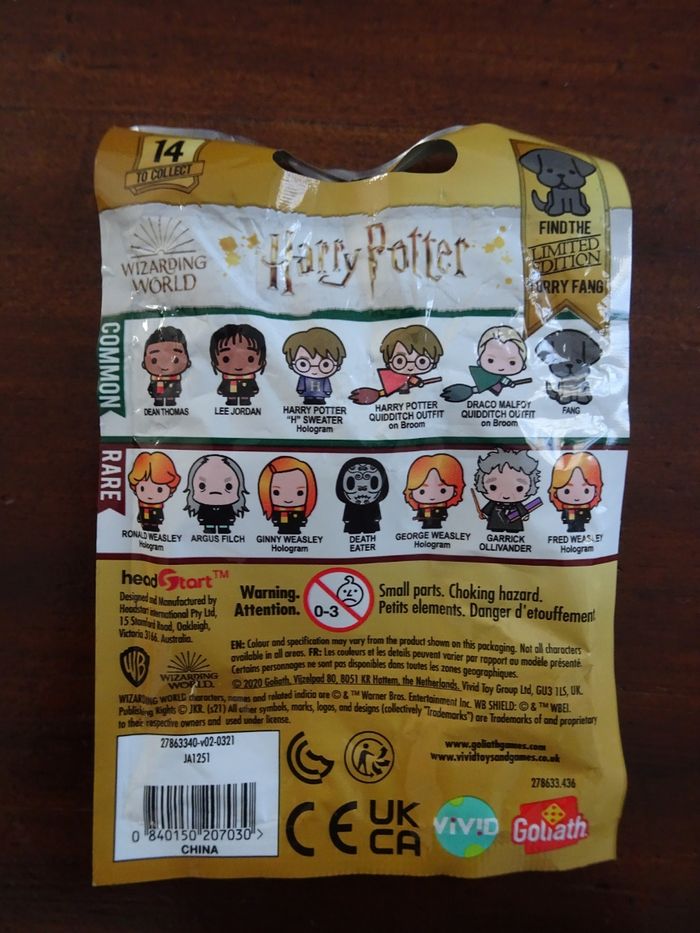 14
TO COLLECT
WIZARDING
WORLD
Harry Potter
FIND THE
LIMITED
EDITION
FURRY FANG
COMMON
DEAN THOMAS
LEE JORDAN
HARRY POTTER
"H" SWEATER
Hologram
HARRY POTTER
QUIDDITCH OUTFIT
on Broom
DRACO MALFOY
QUIDDITCH OUTFIT
on Broom
FANG
RARE
RONALD WEASLEY
Hologram
ARGUS FILCH
GINNY WEASLEY
Hologram
DEATH
EATER
GEORGE WEASLEY
Hologram
GARRICK
OLLIVANDER
FRED WEASLEY
Hologram
headStart™
Designed and Manufactured by
Headstart International Pty Ltd,
15 Stamford Road, Oakleigh,
Victoria 3166. Australia.
Warning.
Attention.
0-3
Small parts. Choking hazard.
Petits elements. Danger d'etouffement
EN: Colour and specification may vary from the product shown on this packaging. Not all characters
available in all areas. FR: Les couleurs et les details peuvent varier par rapport au modèle présenté.
Certains personnages ne sont pas disponibles dans toutes les zones géographiques.
© 2020 Goliath, Vijzelpad 80, 8051 KR Hattem, the Netherlands. Vivid Toy Group Ltd, GU3 1LS, UK.
WB
WIZARDING
WORLD
WIZARDING WORLD characters, names and related indicia are © & ™ Warner Bros. Entertainment Inc. WB SHIELD: © & ™ WBEI.
Publishing Rights © JKR. (s21) All other symbols, marks, logos, and designs (collectively "Trademarks") are Trademarks of and proprietary
to their respective owners and used under license.
27863340-v02-0321
JA1251
0 840150 207030 >
CHINA
www.goliathgames.com
www.vividtoysandgames.co.uk
278633.436
CE
UK
CA
ViViD
Goliath